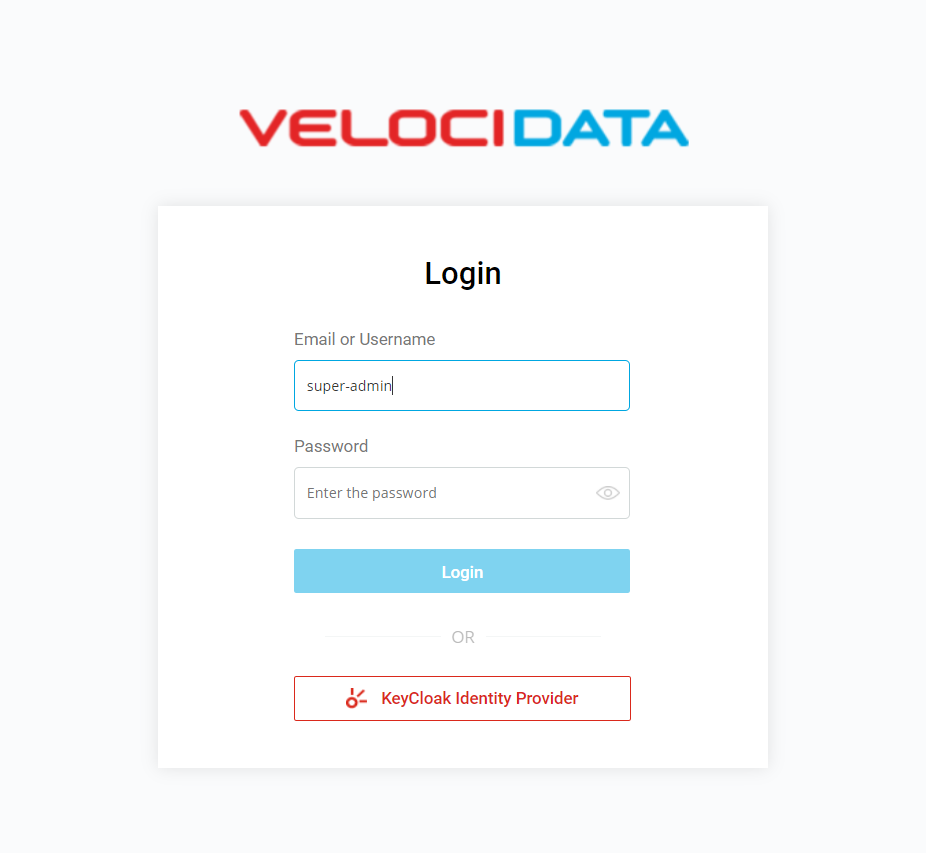 VELOCIDATA
Login
Email or Username
super-admin
Password
Enter the password
Login
OR
KeyCloak Identity Provider